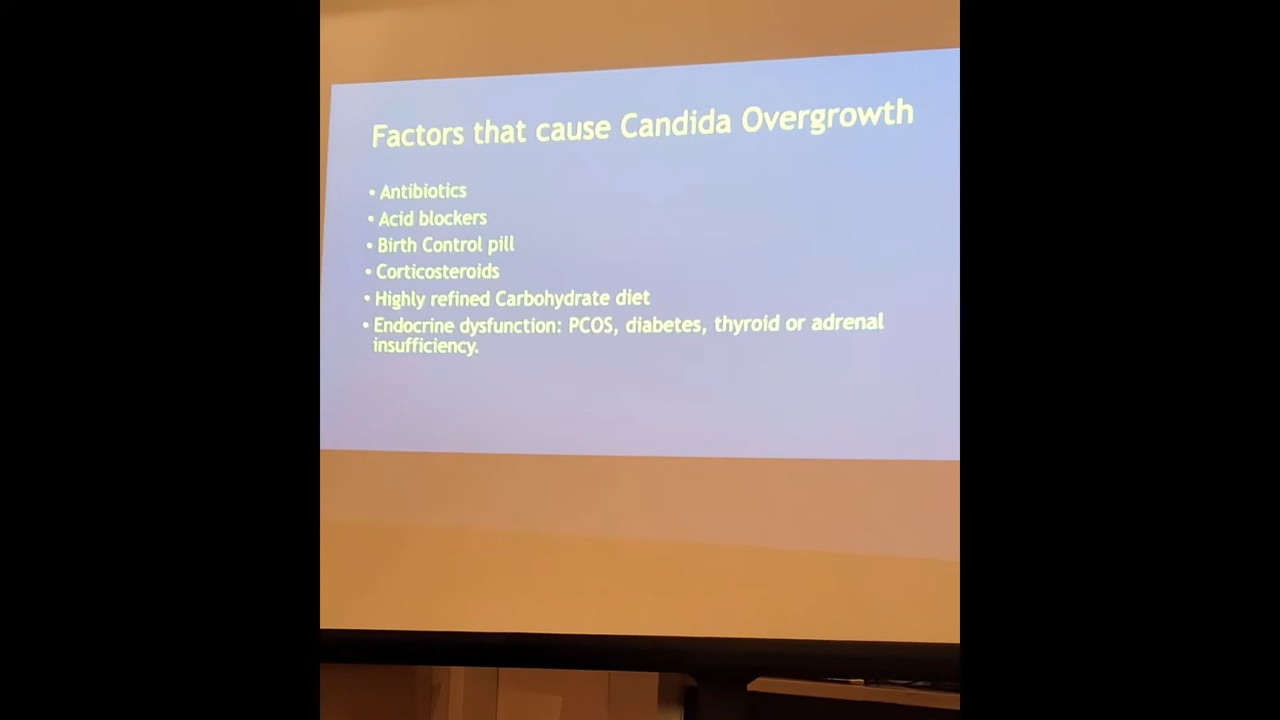 Factors that cause Candida Overgrowth
• Antibiotics
• Acid blockers
• Birth Control pill
• Corticosteroids
• Highly refined Carbohydrate diet
• Endocrine dysfunction: PCOS, diabetes, thyroid or adrenal
insufficiency.